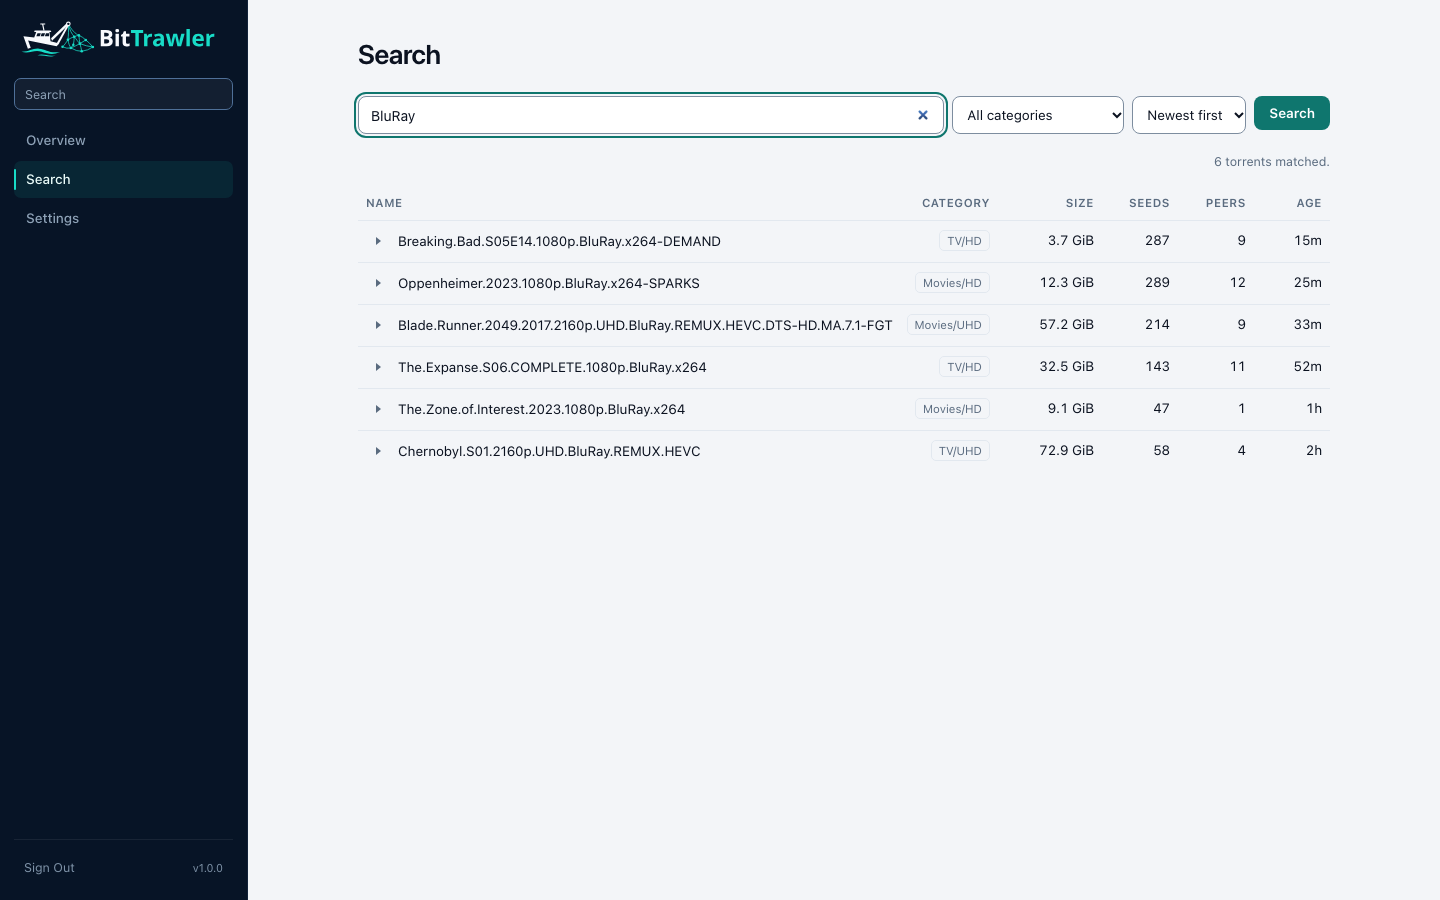 BitTrawler
Search
Overview
Search
Settings
Sign Out v1.0.0
Search
BluRay All categories Newest first Search
6 torrents matched.
NAME CATEGORY SIZE SEEDS PEERS AGE
Breaking.Bad.S05E14.1080p.BluRay.x264-DEMAND TV/HD 3.7 GiB 287 9 15m
Oppenheimer.2023.1080p.BluRay.x264-SPARKS Movies/HD 12.3 GiB 289 12 25m
Blade.Runner.2049.2017.2160p.UHD.BluRay.REMUX.HEVC.DTS-HD.MA.7.1-FGT Movies/UHD 57.2 GiB 214 9 33m
The.Expanse.S06.COMPLETE.1080p.BluRay.x264 TV/HD 32.5 GiB 143 11 52m
The.Zone.of.Interest.2023.1080p.BluRay.x264 Movies/HD 9.1 GiB 47 1 1h
Chernobyl.S01.2160p.UHD.BluRay.REMUX.HEVC TV/UHD 72.9 GiB 58 4 2h